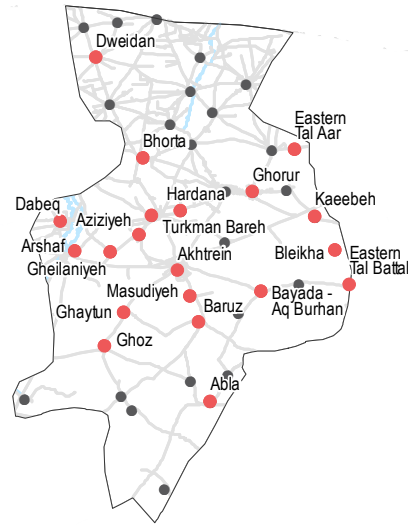 Dweidan
Eastern
Tal Aar
Bhorta
Ghorur
Hardana
Kaeebeh
Dabeq
Aziziyeh
Turkman Bareh
Arshaf
Gheilaniyeh
Akhtrein
Bleikha
Eastern
Tal Battal
Masudiyeh
Baruz
Bayada -
Aq Burhan
Ghaytun
Ghoz
Abla